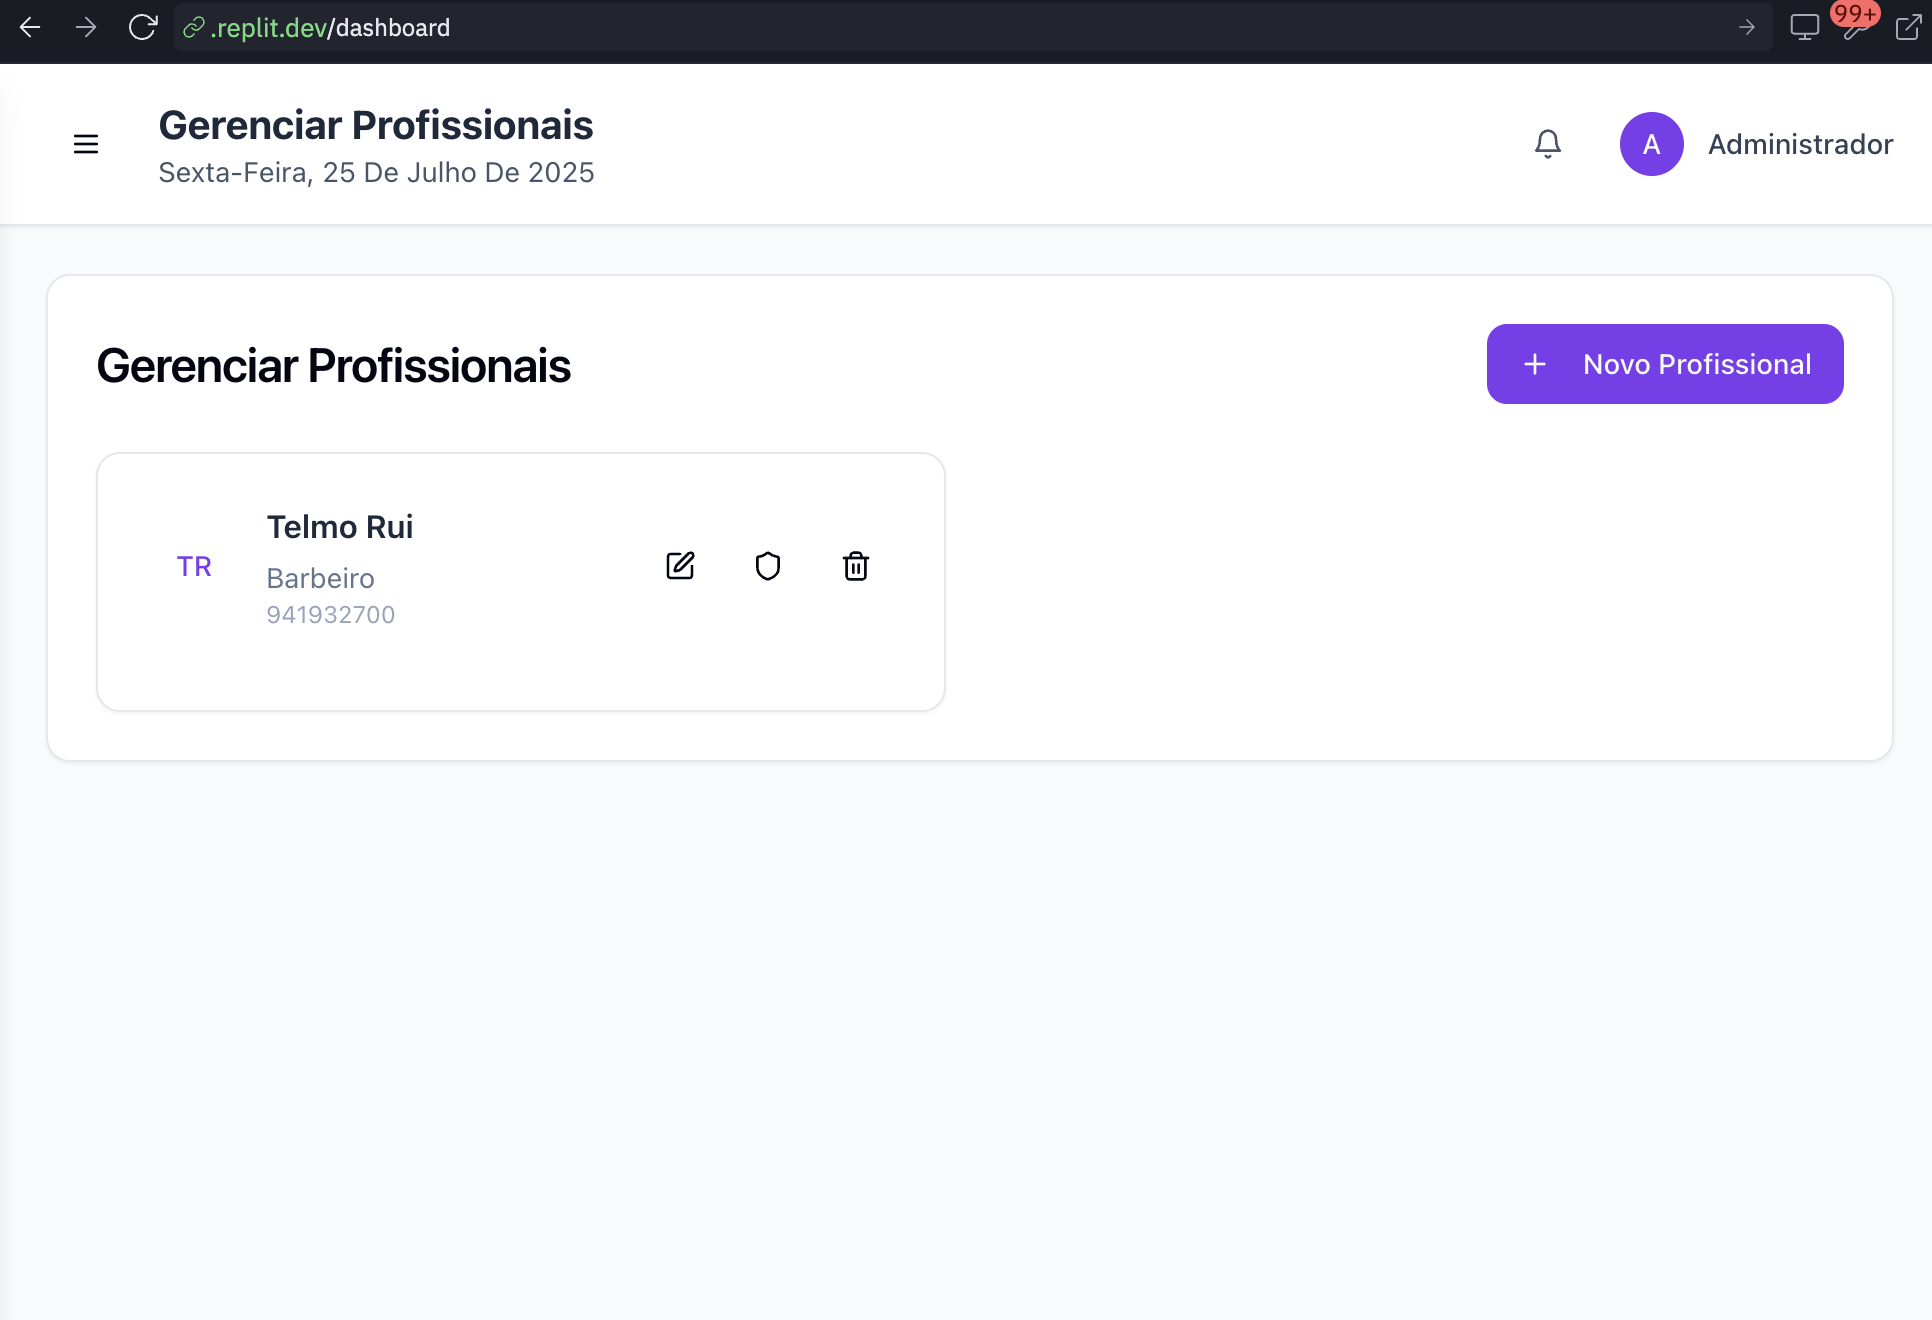 .replit.dev/dashboard
99+
Gerenciar Profissionais
Sexta-Feira, 25 De Julho De 2025
A
Administrador
Gerenciar Profissionais
Novo Profissional
TR
Telmo Rui
Barbeiro
941932700